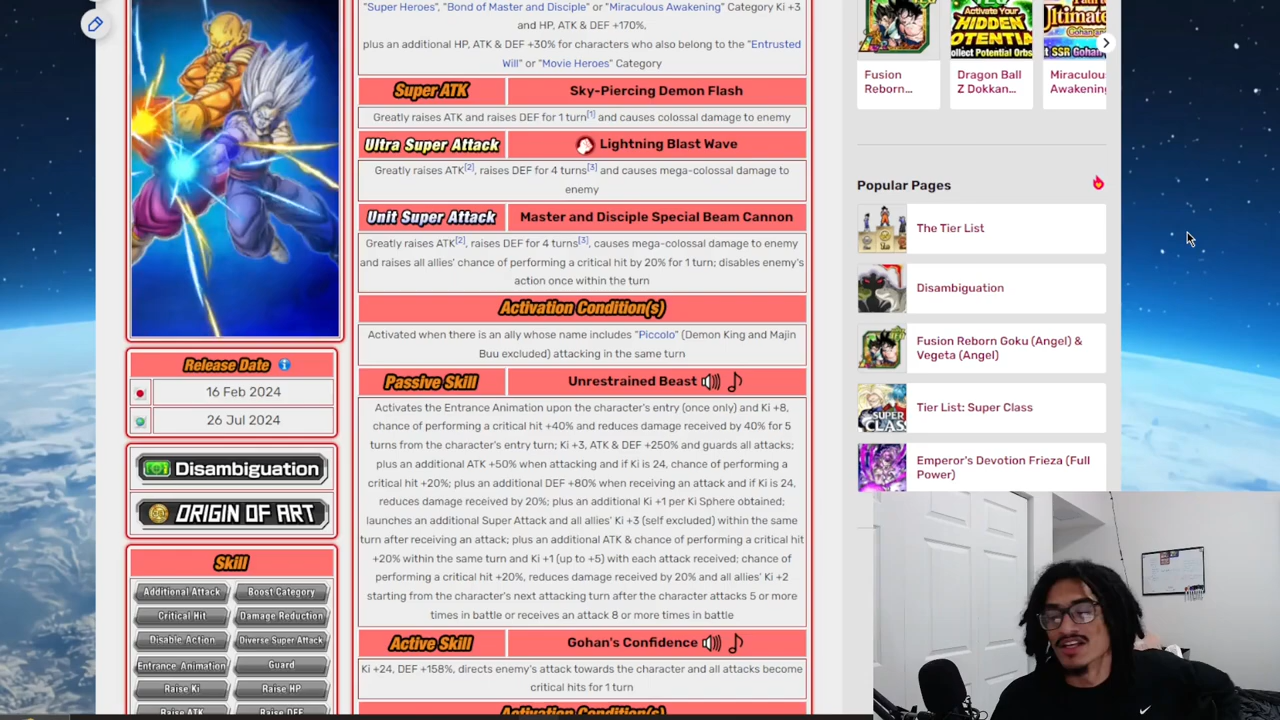 "Super Heroes", "Bond of Master and Disciple" or "Miraculous Awakening" Category Ki +3
and HP, ATK & DEF +170%,
plus an additional HP, ATK & DEF +30% for characters who also belong to the "Entrusted
Will" or "Movie Heroes" Category
Super ATK
Sky-Piercing Demon Flash
Greatly raises ATK and raises DEF for 1 turn[1] and causes colossal damage to enemy
Ultra Super Attack
Lightning Blast Wave
Greatly raises ATK[2], raises DEF for 4 turns[3] and causes mega-colossal damage to
enemy
Unit Super Attack
Master and Disciple Special Beam Cannon
Greatly raises ATK[2], raises DEF for 4 turns[3], causes mega-colossal damage to enemy
and raises all allies' chance of performing a critical hit by 20% for 1 turn; disables enemy's
action once within the turn
Activation Condition(s)
Activated when there is an ally whose name includes "Piccolo" (Demon King and Majin
Buu excluded) attacking in the same turn
Passive Skill
Unrestrained Beast
Activates the Entrance Animation upon the character's entry (once only) and Ki +8,
chance of performing a critical hit +40% and reduces damage received by 40% for 5
turns from the character's entry turn; Ki +3, ATK & DEF +250% and guards all attacks;
plus an additional ATK +50% when attacking and if Ki is 24, chance of performing a
critical hit +20%; plus an additional DEF +80% when receiving an attack and if Ki is 24,
reduces damage received by 20%; plus an additional Ki +1 per Ki Sphere obtained;
launches an additional Super Attack and all allies' Ki +3 (self excluded) within the same
turn after receiving an attack; plus an additional ATK & chance of performing a critical hit
+20% within the same turn and Ki +1 (up to +5) with each attack received; chance of
performing a critical hit +20%, reduces damage received by 20% and all allies' Ki +2
starting from the character's next attacking turn after the character attacks 5 or more
times in battle or receives an attack 8 or more times in battle
Active Skill
Gohan's Confidence
Ki +24, DEF +158%, directs enemy's attack towards the character and all attacks become
critical hits for 1 turn
Activation Condition(s)
Release Date
16 Feb 2024
26 Jul 2024
Disambiguation
ORIGIN OF ART
Skill
Additional Attack
Boost Category
Critical Hit
Damage Reduction
Disable Action
Diverse Super Attack
Entrance Animation
Guard
Raise Ki
Raise HP
Raise ATK
Raise DEF
Activate Your
HIDDEN
POTENTIAL
Collect Potential Orbs
Ultimate
SSR Gohan
Fusion
Reborn...
Dragon Ball
Z Dokkan...
Miraculous
Awakening
Popular Pages
The Tier List
Disambiguation
Fusion Reborn Goku (Angel) &
Vegeta (Angel)
SUPER
CLASS
Tier List: Super Class
Emperor's Devotion Frieza (Full
Power)